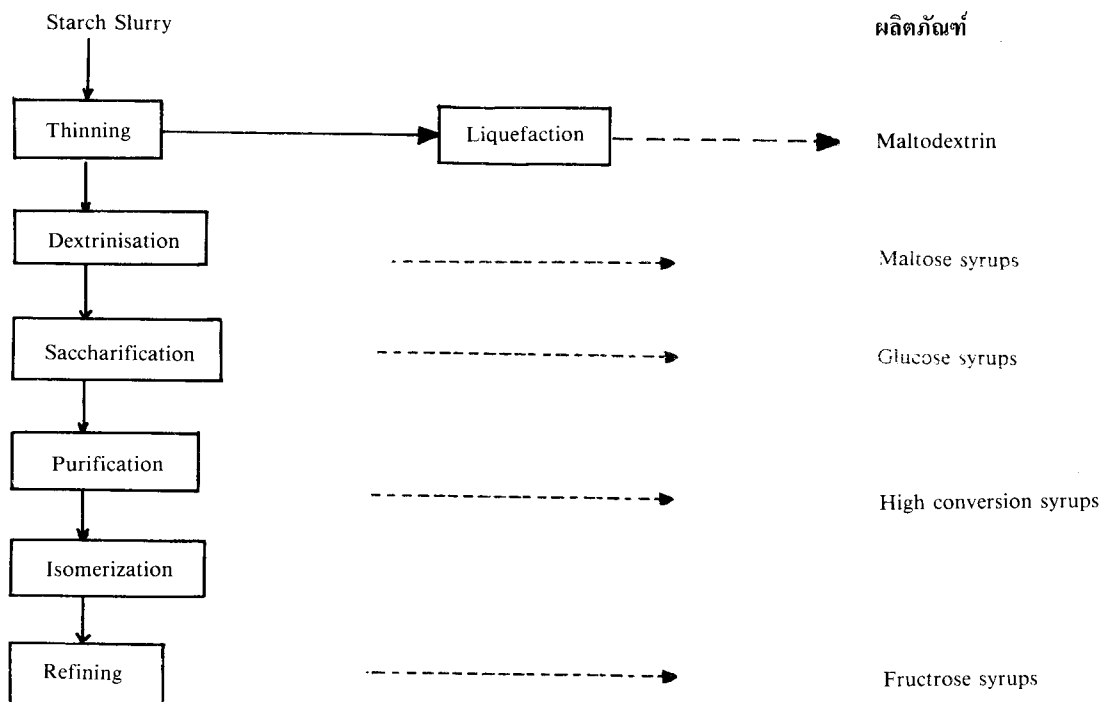 Starch Slurry
ผลิตภัณฑ์
Thinning
Liquefaction
Maltodextrin
Dextrinisation
Maltose syrups
Saccharification
Glucose syrups
Purification
High conversion syrups
Isomerization
Refining
Fructrose syrups